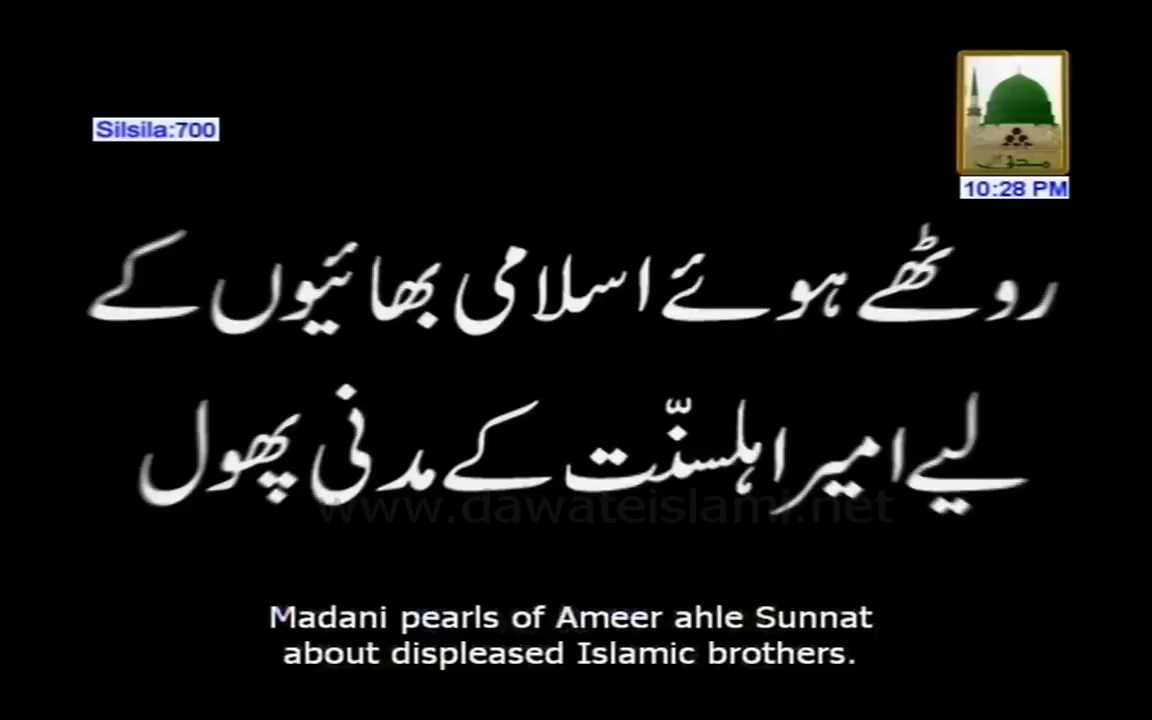 Silsila:700
10:28 PM
روٹھے ہوئے اسلامی بھائیوں کے
لیے امیر اہلسنّت کے مدنی پھول
www.dawateislami.net
Madani pearls of Ameer ahle Sunnat
about displeased Islamic brothers.